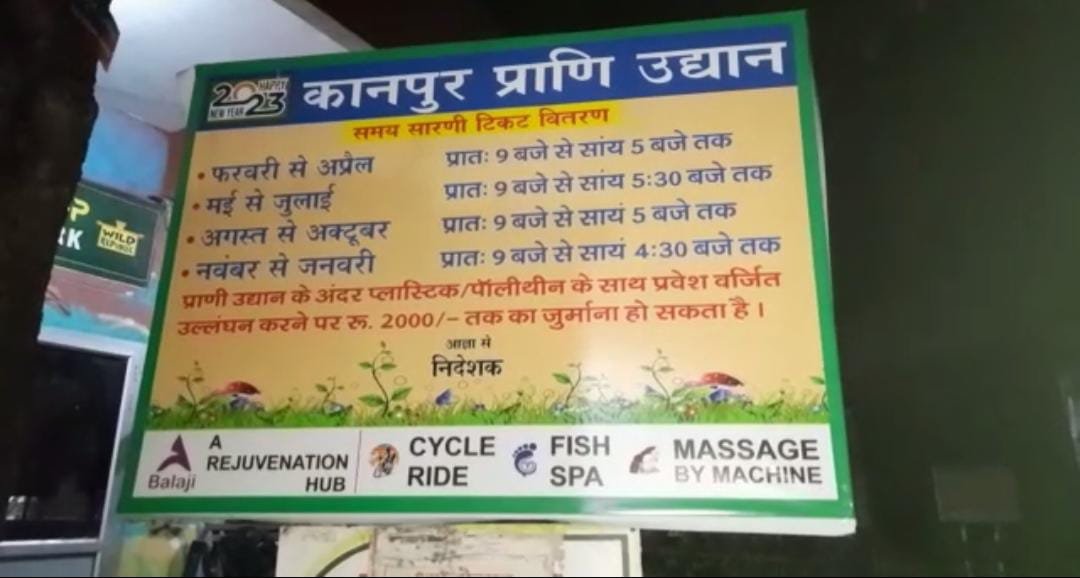 2023 HAPPY NEW YEAR
कानपुर प्राणि उद्यान
समय सारणी टिकट वितरण
• फरवरी से अप्रैल प्रातः 9 बजे से सांय 5 बजे तक
• मई से जुलाई प्रातः 9 बजे से सांय 5:30 बजे तक
• अगस्त से अक्टूबर प्रातः 9 बजे से सायं 5 बजे तक
• नवंबर से जनवरी प्रातः 9 बजे से सायं 4:30 बजे तक
प्राणी उद्यान के अंदर प्लास्टिक/पॉलीथीन के साथ प्रवेश वर्जित
उल्लंघन करने पर रू. 2000/– तक का जुर्माना हो सकता है ।
आज्ञा से
निदेशक
Balaji
A
REJUVENATION
HUB
CYCLE
RIDE
FISH
SPA
MASSAGE
BY MACHINE
WILD